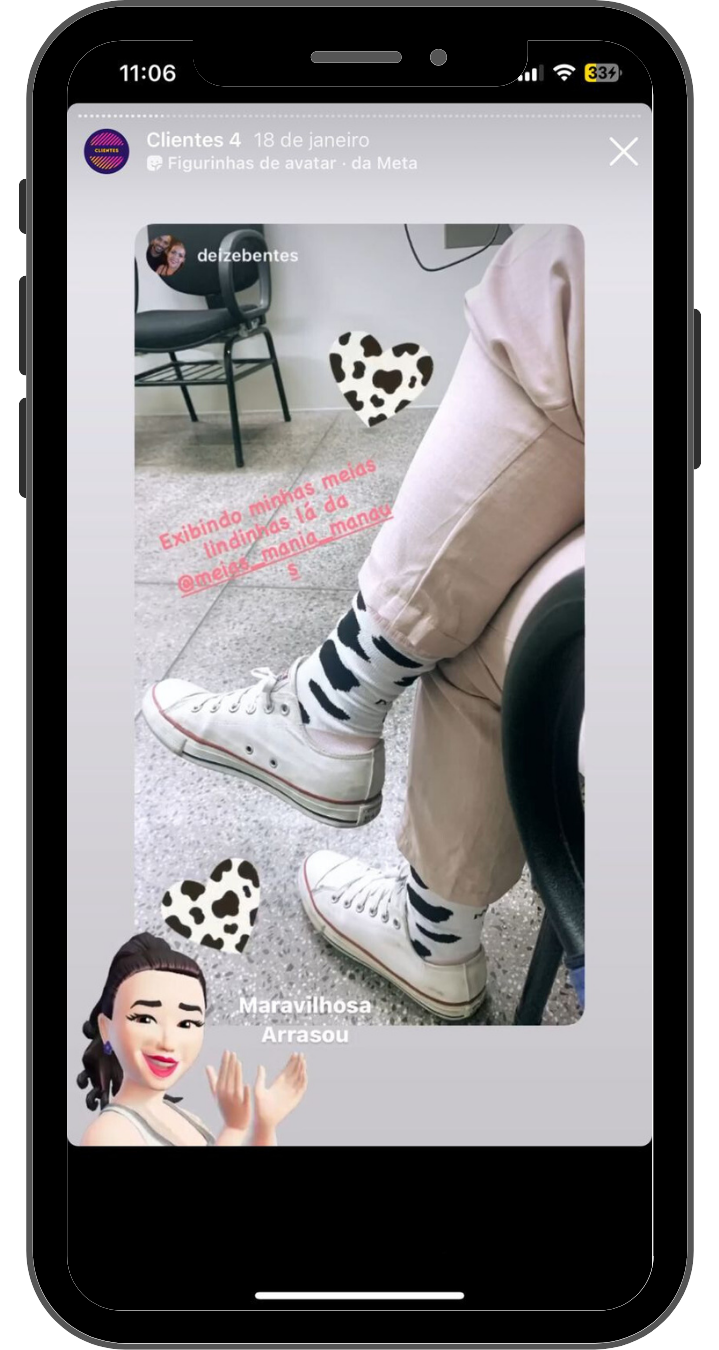 11:06
33
CLIENTES
Clientes 4 18 de janeiro
Figurinhas de avatar · da Meta
deizebentes
Exibindo minhas meias
lindinhas lá da
@meias_mania_manau
s
Maravilhosa
Arrasou